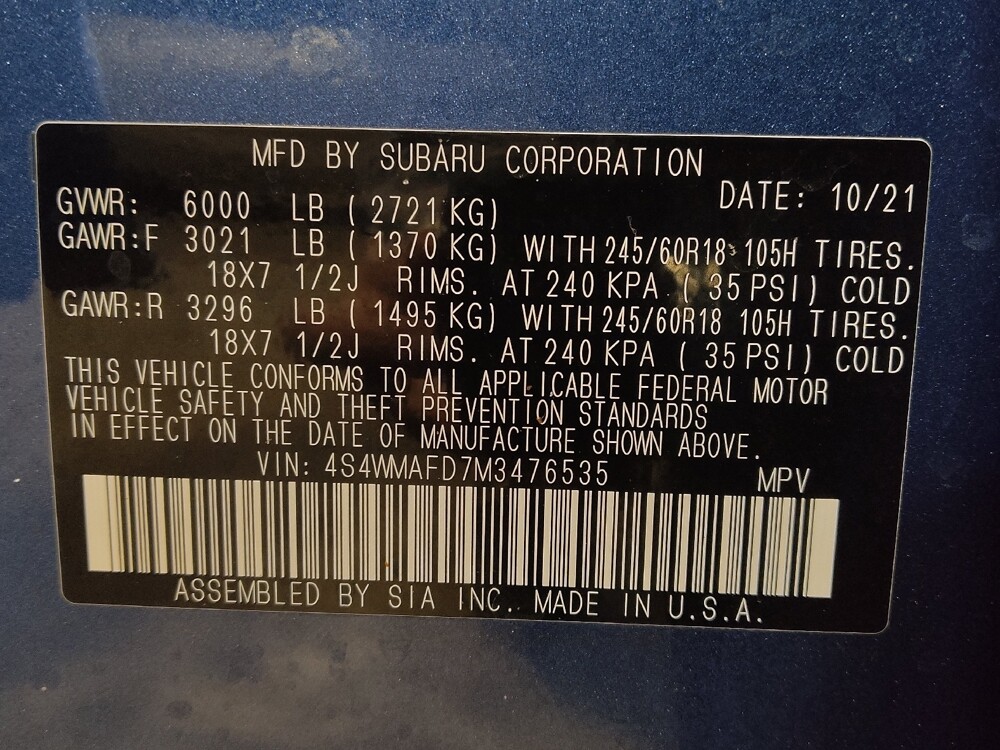 MFD BY SUBARU CORPORATION
DATE: 10/21
GVWR: 6000 LB ( 2721 KG)
GAWR:F 3021 LB ( 1370 KG) WITH 245/60R18 105H TIRES.
18X7 1/2J RIMS. AT 240 KPA ( 35 PSI) COLD
GAWR:R 3296 LB ( 1495 KG) WITH 245/60R18 105H TIRES.
18X7 1/2J RIMS. AT 240 KPA ( 35 PSI) COLD
THIS VEHICLE CONFORMS TO ALL APPLICABLE FEDERAL MOTOR
VEHICLE SAFETY AND THEFT PREVENTION STANDARDS
IN EFFECT ON THE DATE OF MANUFACTURE SHOWN ABOVE.
VIN: 4S4WMAFD7M3476535 MPV
ASSEMBLED BY SIA INC. MADE IN U.S.A.